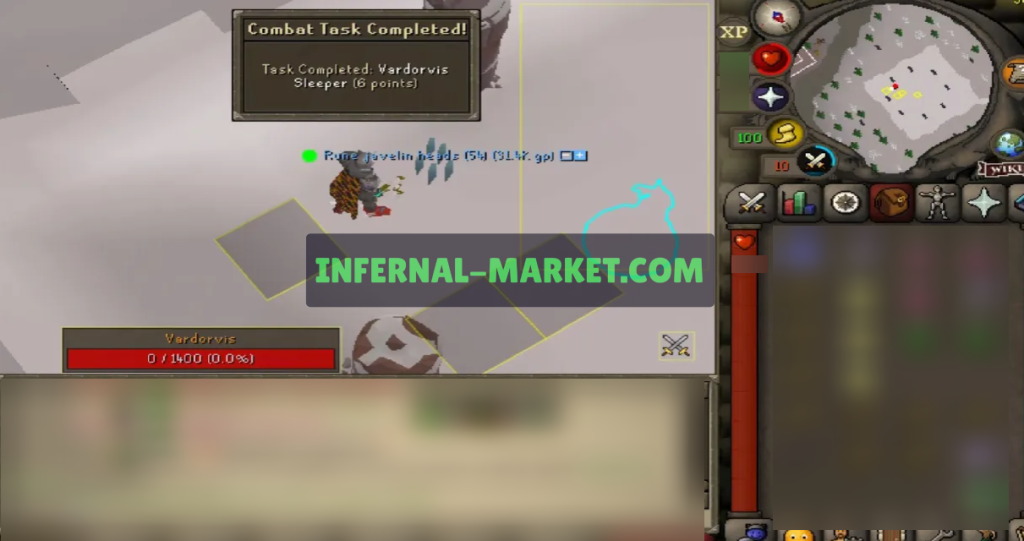 Combat Task Completed!
XP
Task Completed: Vardorvis
Sleeper (6 points)
100
Rune javelin heads (54) (31.4K gp)
10
WIKI
INFERNAL-MARKET.COM
Vardorvis
0 / 1400 (0.0%)